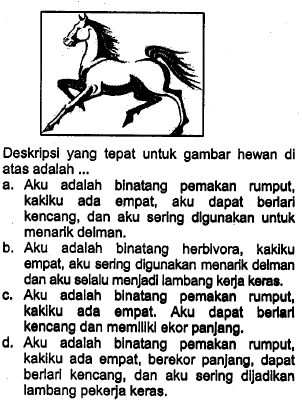 Deskripsi yang tepat untuk gambar hewan di
atas adalah ...
a. Aku adalah binatang pemakan rumput,
kakiku ada empat, aku dapat berlari
kencang, dan aku sering digunakan untuk
menarik delman.
b. Aku adalah binatang herbivora, kakiku
empat, aku sering digunakan menarik delman
dan aku selalu menjadi lambang kerja keras.
c. Aku adalah binatang pemakan rumput,
kakiku ada empat. Aku dapat berlari
kencang dan memiliki ekor panjang.
d. Aku adalah binatang pemakan rumput,
kakiku ada empat, berekor panjang, dapat
berlari kencang, dan aku sering dijadikan
lambang pekerja keras.